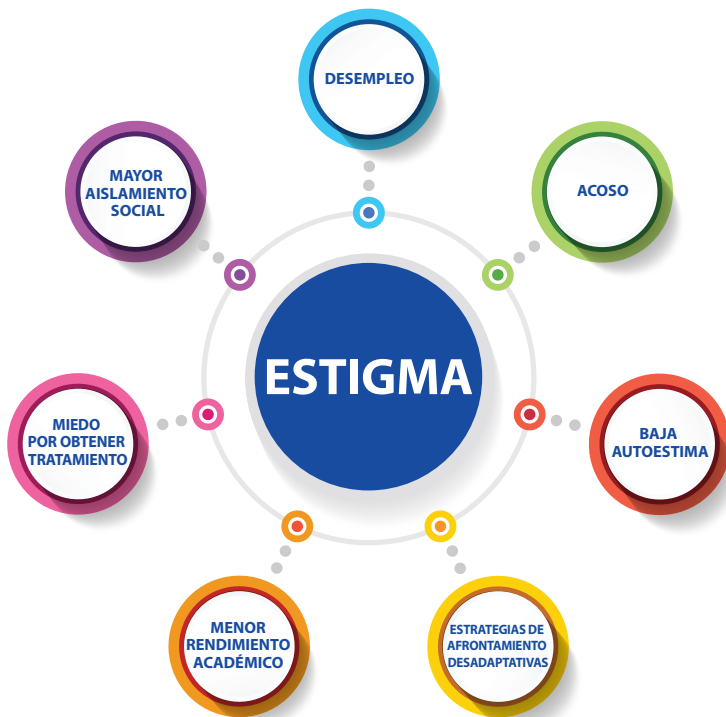 DESEMPLEO
ACOSO
BAJA
AUTOESTIMA
ESTRATEGIAS DE
AFRONTAMIENTO
DESADAPTATIVAS
MENOR
RENDIMIENTO
ACADÉMICO
MIEDO
POR OBTENER
TRATAMIENTO
MAYOR
AISLAMIENTO
SOCIAL
ESTIGMA